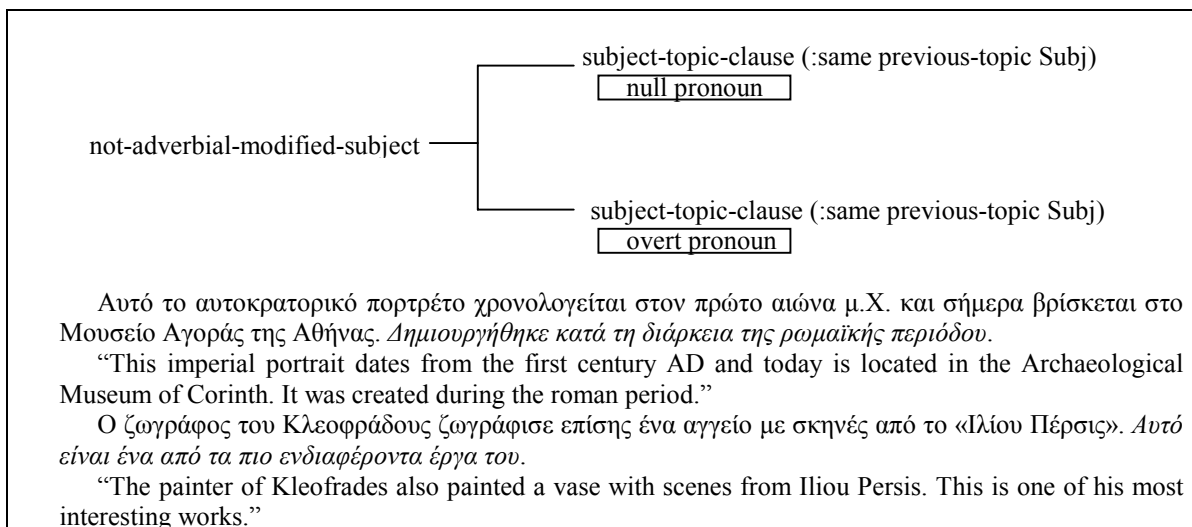 subject-topic-clause (:same previous-topic Subj)
null pronoun
not-adverbial-modified-subject
subject-topic-clause (:same previous-topic Subj)
overt pronoun
Αυτό το αυτοκρατορικό πορτρέτο χρονολογείται στον πρώτο αιώνα μ.Χ. και σήμερα βρίσκεται στο
Μουσείο Αγοράς της Αθήνας. Δημιουργήθηκε κατά τη διάρκεια της ρωμαϊκής περιόδου.
“This imperial portrait dates from the first century AD and today is located in the Archaeological
Museum of Corinth. It was created during the roman period.”
Ο ζωγράφος του Κλεοφράδους ζωγράφισε επίσης ένα αγγείο με σκηνές από το «Ιλίου Πέρσις». Αυτό
είναι ένα από τα πιο ενδιαφέροντα έργα του.
“The painter of Kleofrades also painted a vase with scenes from Iliou Persis. This is one of his most
interesting works.”